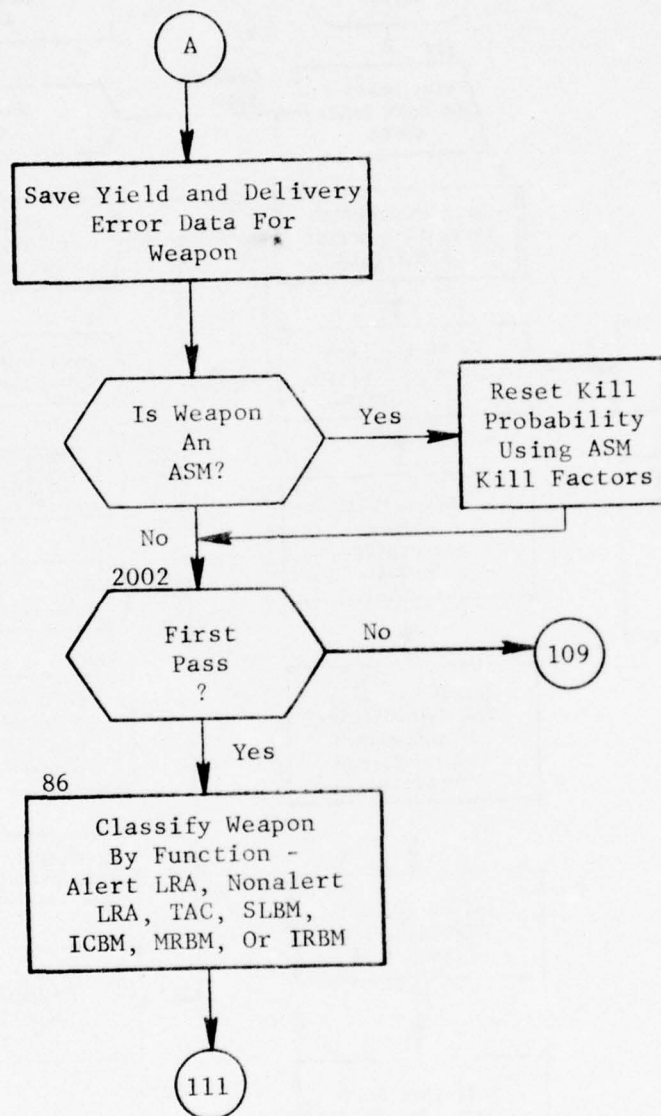 A
Save Yield and Delivery
Error Data For
Weapon
Is Weapon
An
ASM?
Yes
Reset Kill
Probability
Using ASM
Kill Factors
No
2002
First
Pass
?
No
109
Yes
86
Classify Weapon
By Function -
Alert LRA, Nonalert
LRA, TAC, SLBM,
ICBM, MRBM, Or IRBM
111